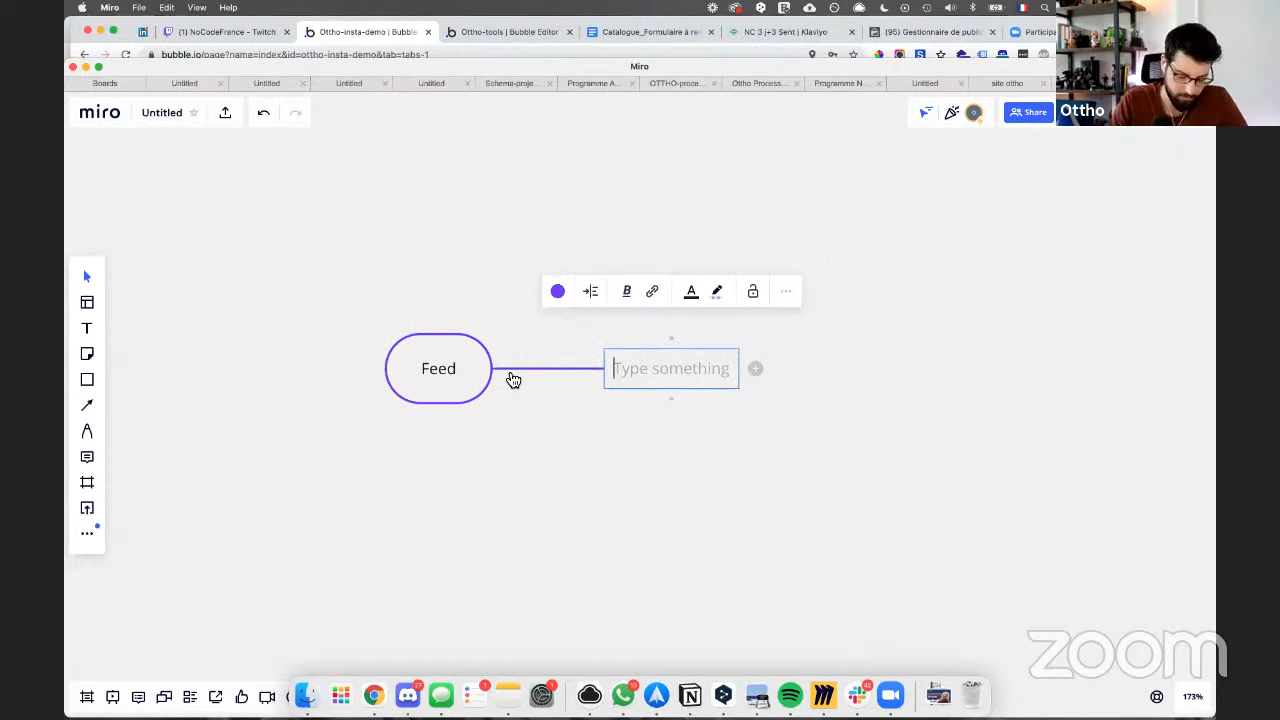 Miro File Edit View Help
(1) NoCodeFrance - Twitch
Ottho-insta-demo | Bubble
Ottho-tools | Bubble Editor
Catalogue_Formulaire à re
NC 3 j+3 Sent | Klaviyo
(95) Gestionnaire de publi
Participa
bubble.io/page?name=index&id=ottho-insta-demo&tab=tabs-1
Miro
Boards
Untitled
Untitled
Untitled
Untitled
Schema-proje...
Programme A...
OTTHO-proce...
Ottho Process...
Programme N...
Untitled
site ottho
miro
Untitled
Share
Ottho
B
A
Feed
Type something
T
zoom
173%